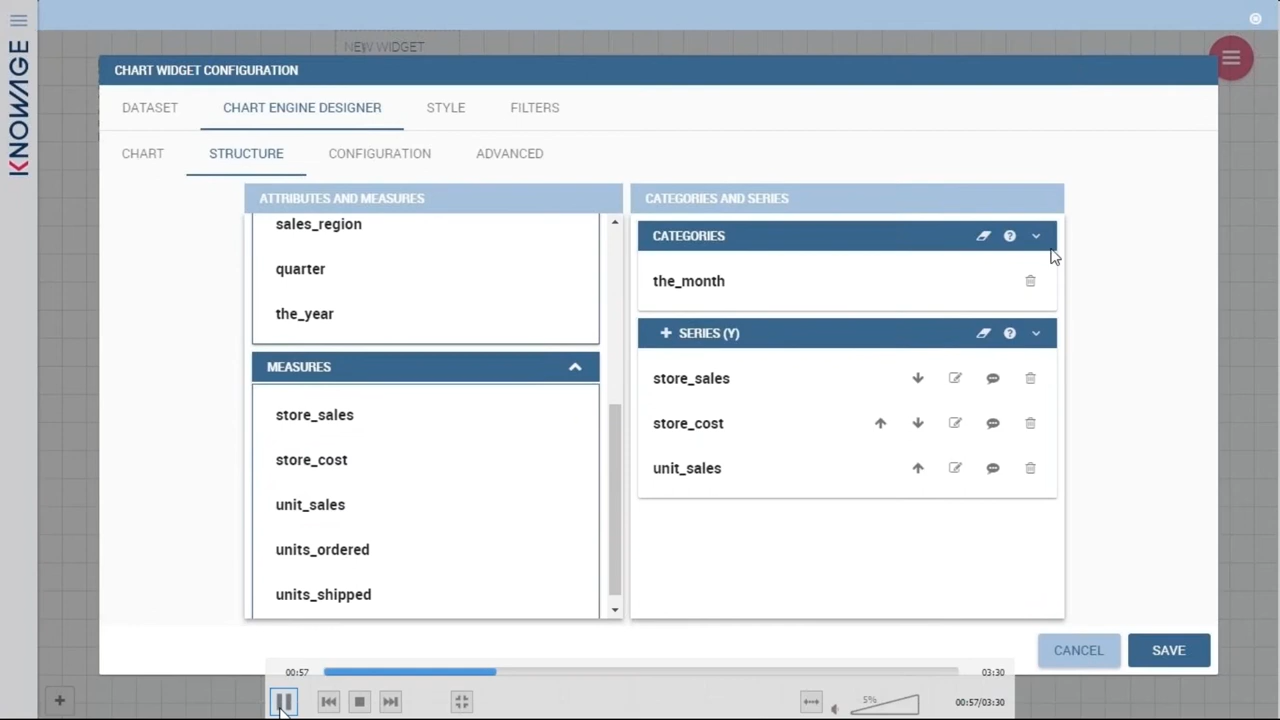 KNOWAGE
NEW WIDGET
CHART WIDGET CONFIGURATION
DATASET
CHART ENGINE DESIGNER
STYLE
FILTERS
CHART
STRUCTURE
CONFIGURATION
ADVANCED
ATTRIBUTES AND MEASURES
sales_region
quarter
the_year
MEASURES
store_sales
store_cost
unit_sales
units_ordered
units_shipped
CATEGORIES AND SERIES
CATEGORIES
the_month
SERIES (Y)
store_sales
store_cost
unit_sales
CANCEL
SAVE
00:57
03:30
5%
00:57/03:30